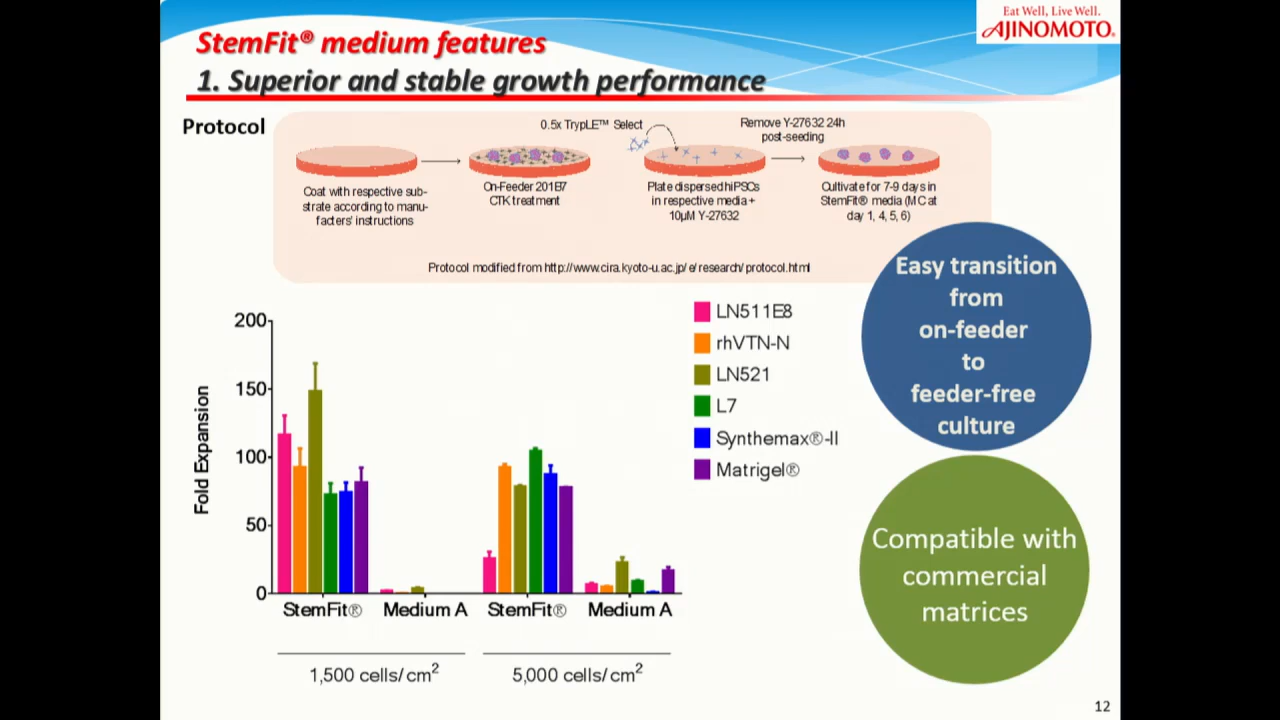 Eat Well, Live Well.
AJINOMOTO®
StemFit® medium features
1. Superior and stable growth performance
Protocol
0.5x TrypLE™ Select
Remove Y-27632 24h
post-seeding
Coat with respective sub-
strate according to manu-
facters' instructions
On-Feeder 201B7
CTK treatment
Plate dispersed hiPSCs
in respective media +
10µM Y-27632
Cultivate for 7-9 days in
StemFit® media (MC at
day 1, 4, 5, 6)
Protocol modified from http://www.cira.kyoto-u.ac.jp/e/research/protocol.html
Easy transition
from
on-feeder
to
feeder-free
culture
Compatible with
commercial
matrices
Fold Expansion
200
150
100
50
0
LN511E8
rhVTN-N
LN521
L7
Synthemax®-II
Matrigel®
StemFit® Medium A StemFit® Medium A
1,500 cells/cm² 5,000 cells/cm²
12